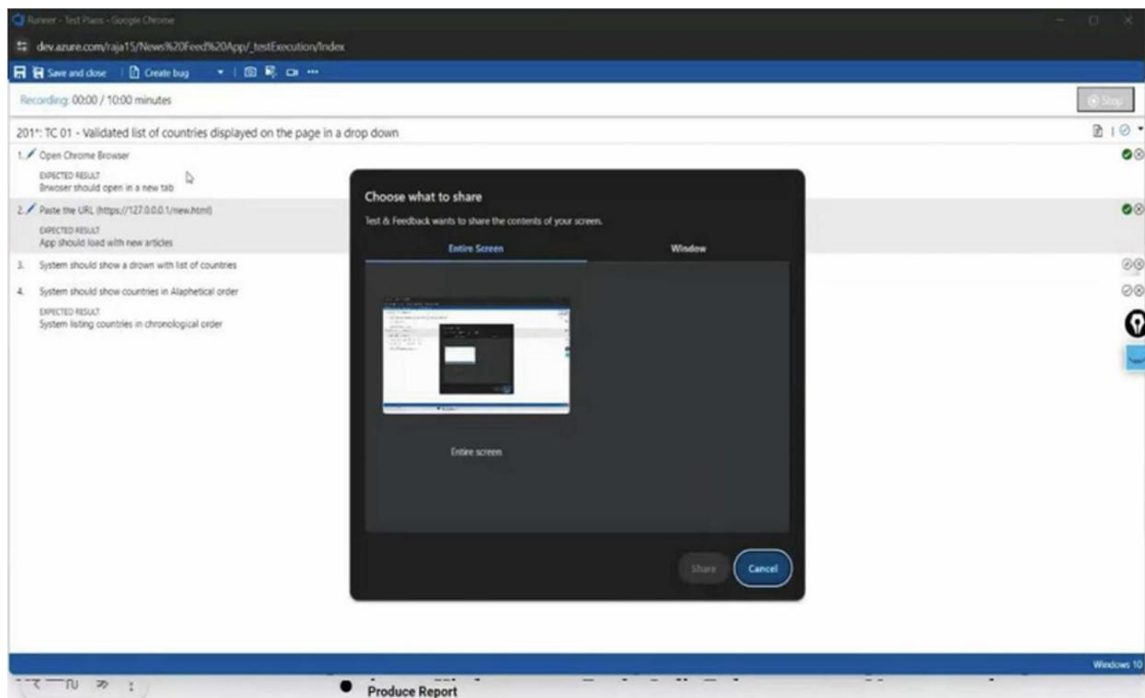 Runner - Test Plans - Google Chrome
dev.azure.com/raja15/News%20Feed%20App/_testExecution/Index
Save and close
Create bug
Recording: 00:00 / 10:00 minutes
Stop
201*: TC 01 - Validated list of countries displayed on the page in a drop down
1. Open Chrome Browser
EXPECTED RESULT
Brwoser should open in a new tab
2. Paste the URL (https://127.0.0.0.1/new.html)
EXPECTED RESULT
App should load with new articles
3. System should show a drown with list of countries
4. System should show countries in Alaphetical order
EXPECTED RESULT
System listing countries in chronological order
Choose what to share
Test & Feedback wants to share the contents of your screen.
Entire Screen
Window
Entire screen
Share
Cancel
Windows 10
Produce Report